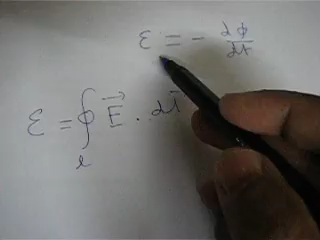 ε = - dϕ/dt
ε = ∮ₗ E⃗ · dl⃗